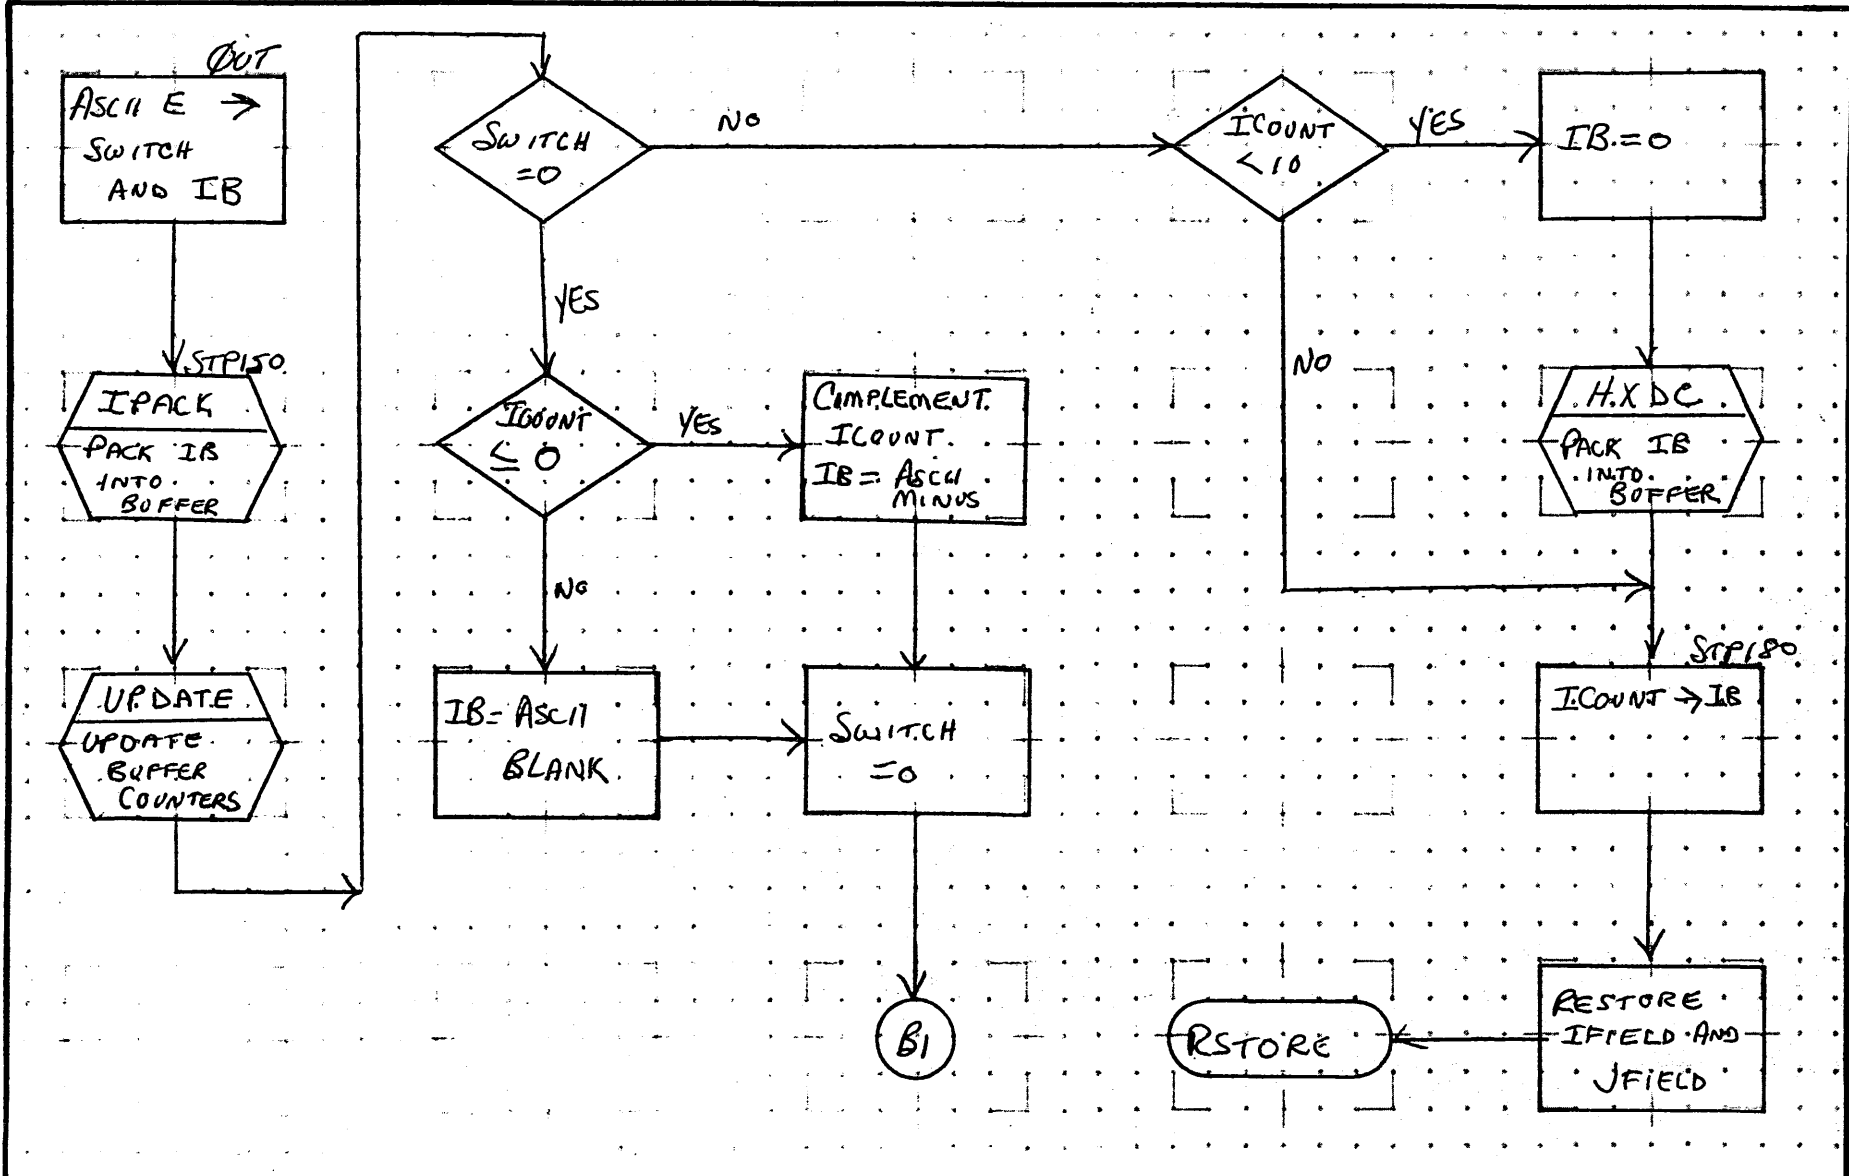 ØUT
ASCII E →
SWITCH
AND IB
STP150
IPACK
PACK IB
INTO
BUFFER
UPDATE
UPDATE
BUFFER
COUNTERS
SWITCH
=0
NO
YES
ICOUNT
≤ 0
YES
NO
COMPLEMENT
ICOUNT
IB = ASCII
MINUS
IB = ASCII
BLANK
SWITCH
=0
B1
ICOUNT
< 10
YES
NO
IB = 0
HXDC
PACK IB
INTO
BUFFER
STP180
ICOUNT → IB
RESTORE
IFIELD AND
JFIELD
RSTORE